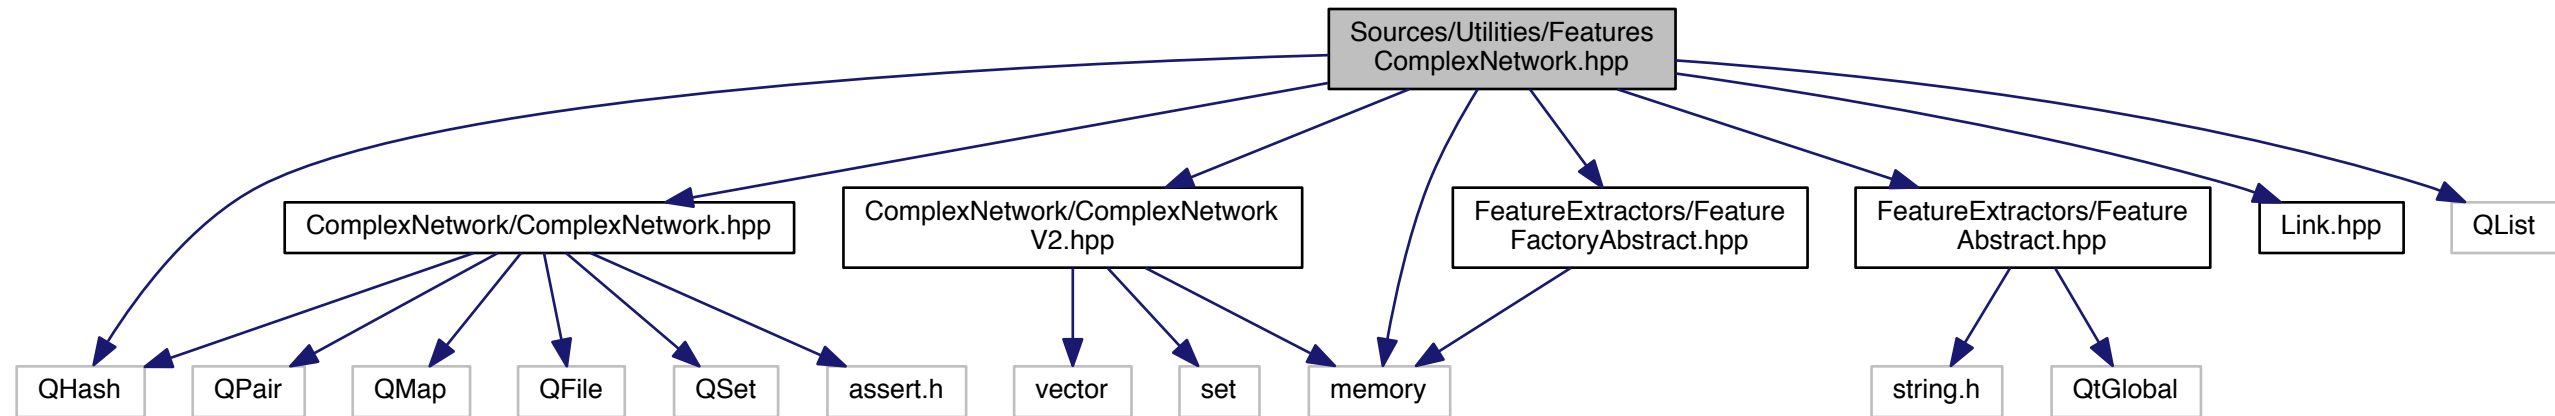 Sources/Utilities/Features
ComplexNetwork.hpp
ComplexNetwork/ComplexNetwork.hpp
ComplexNetwork/ComplexNetwork
V2.hpp
FeatureExtractors/Feature
FactoryAbstract.hpp
FeatureExtractors/Feature
Abstract.hpp
Link.hpp
QList
QHash
QPair
QMap
QFile
QSet
assert.h
vector
set
memory
string.h
QtGlobal